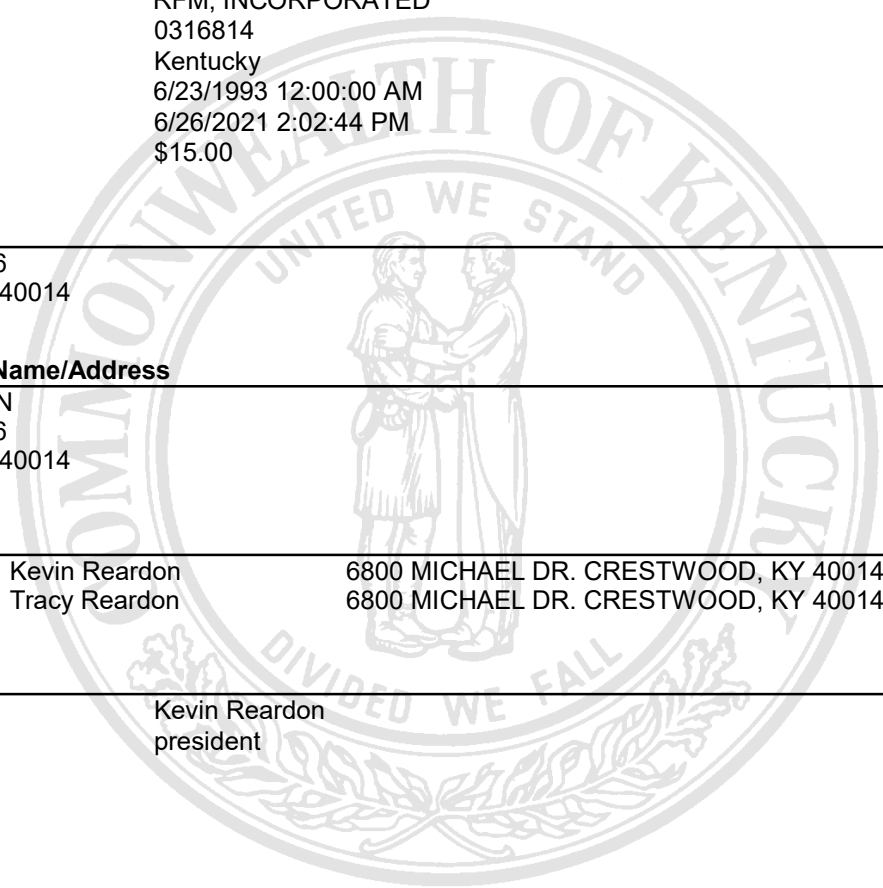 RFM, INCORPORATED
0316814
Kentucky
6/23/1993 12:00:00 AM
6/26/2021 2:02:44 PM
$15.00
COMMONWEALTH OF KENTUCKY
UNITED WE STAND
6
40014
Name/Address
N
6
40014
Kevin Reardon 6800 MICHAEL DR. CRESTWOOD, KY 40014
Tracy Reardon 6800 MICHAEL DR. CRESTWOOD, KY 40014
DIVIDED WE FALL
Kevin Reardon
president